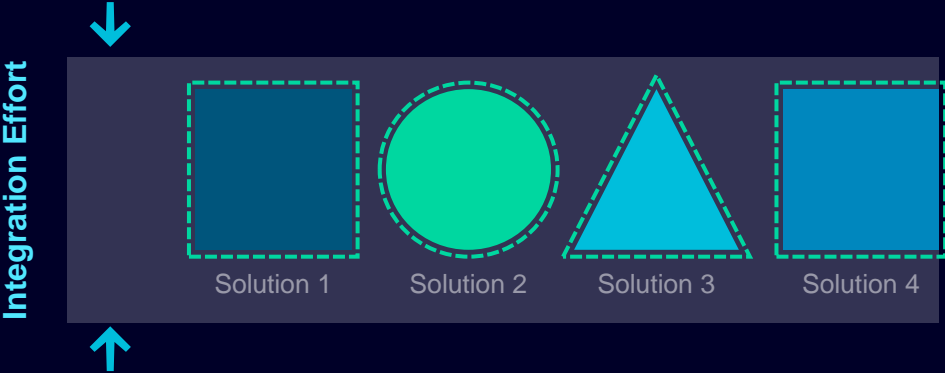 Integration Effort
Solution 1
Solution 2
Solution 3
Solution 4